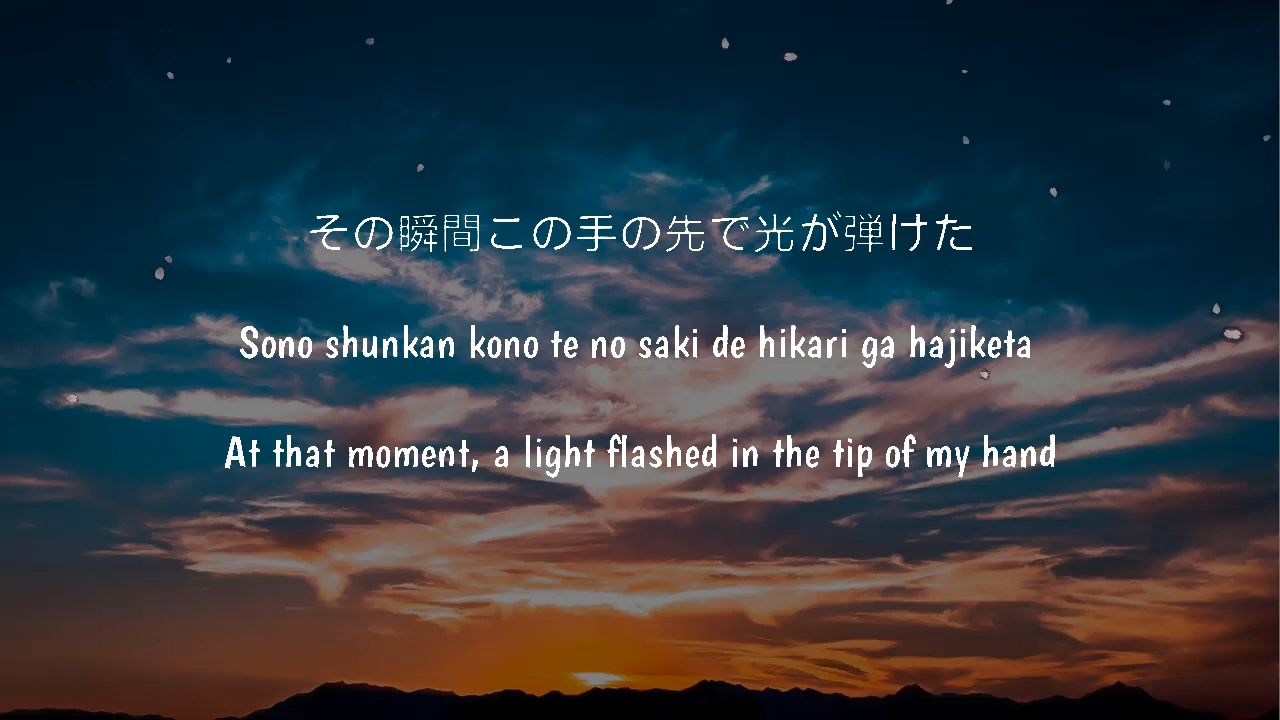 その瞬間この手の先で光が弾けた
Sono shunkan kono te no saki de hikari ga hajiketa
At that moment, a light flashed in the tip of my hand